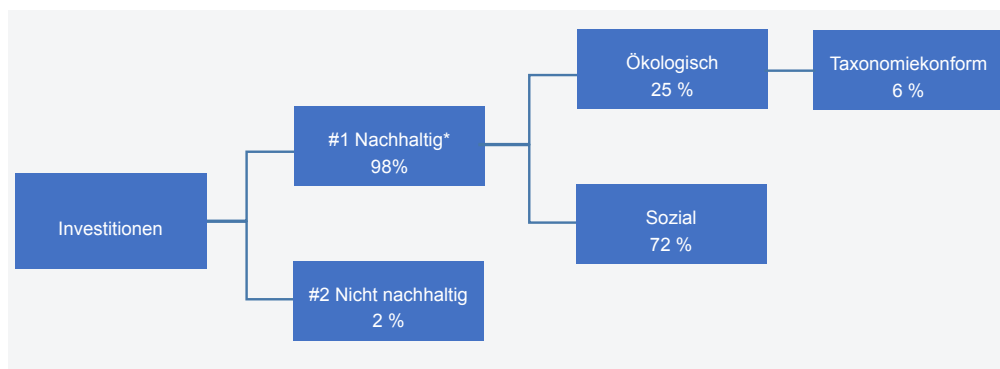 Investitionen
#1 Nachhaltig*
98%
#2 Nicht nachhaltig
2 %
Ökologisch
25 %
Sozial
72 %
Taxonomiekonform
6 %